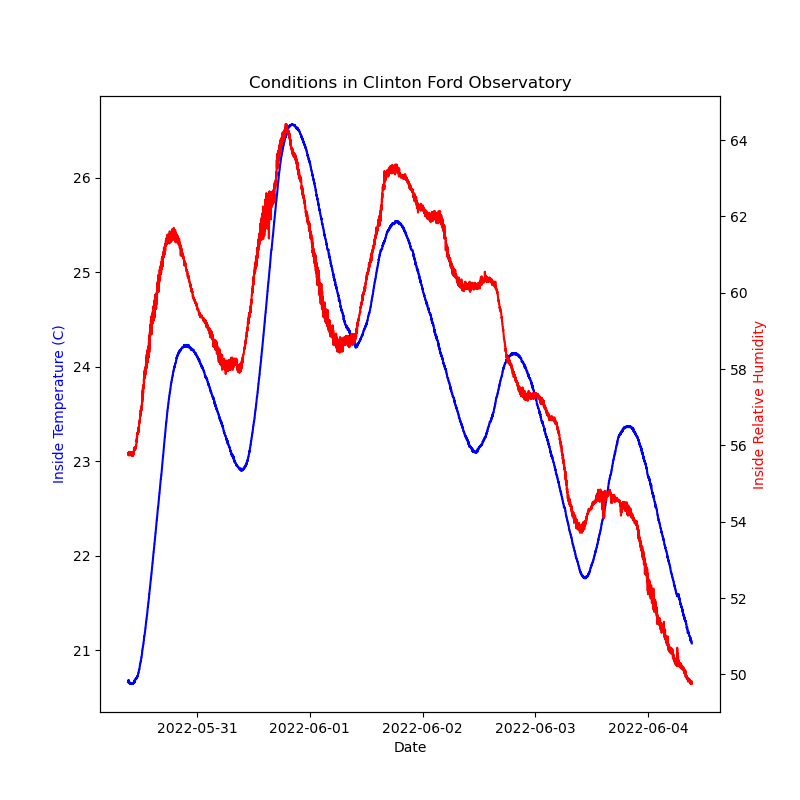 Conditions in Clinton Ford Observatory
Inside Temperature (C)
26
25
24
23
22
21
64
62
60
58
56
54
52
50
Inside Relative Humidity
2022-05-31 2022-06-01 2022-06-02 2022-06-03 2022-06-04
Date